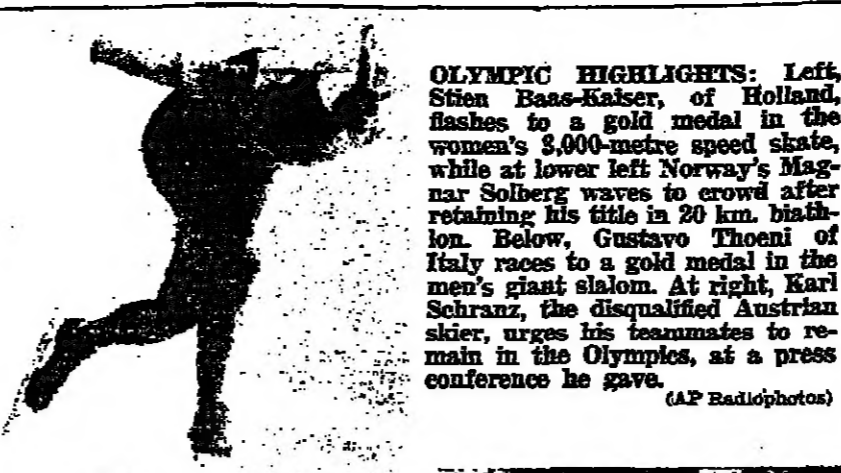 OLYMPIC HIGHLIGHTS: Left,
Stien Baas-Kaiser, of Holland,
flashes to a gold medal in the
women's 3,000-metre speed skate,
while at lower left Norway's Mag-
nar Solberg waves to crowd after
retaining his title in 20 km. biath-
lon. Below, Gustavo Thoeni of
Italy races to a gold medal in the
men's giant slalom. At right, Karl
Schranz, the disqualified Austrian
skier, urges his teammates to re-
main in the Olympics, at a press
conference he gave.
(AP Radiophotos)